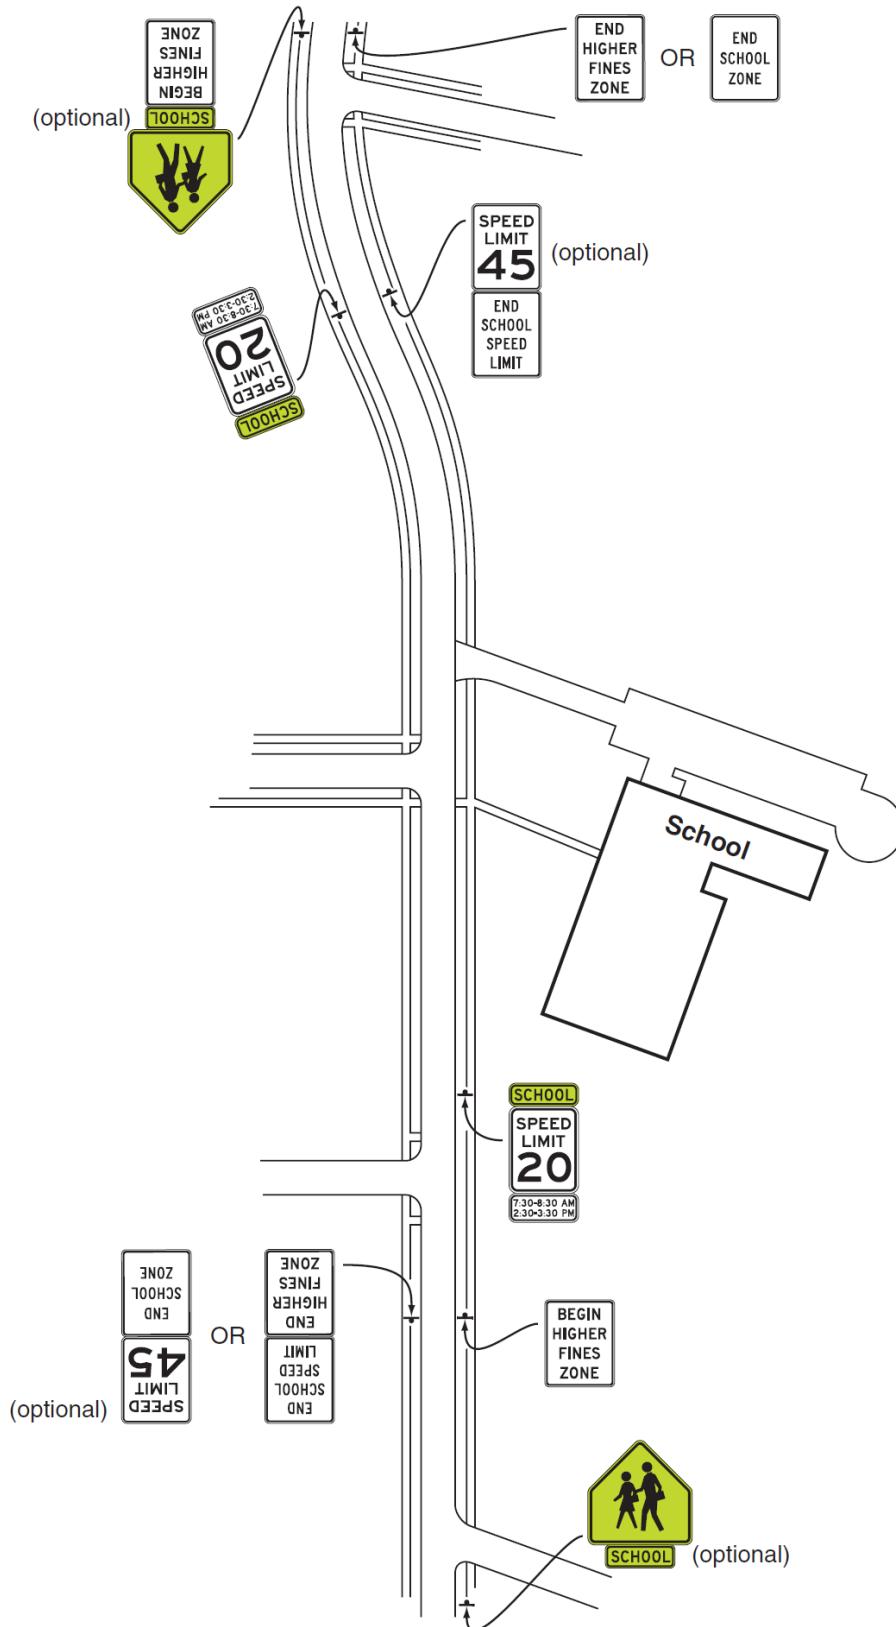 BEGIN
HIGHER
FINES
ZONE
SCHOOL
(optional)
END
HIGHER
FINES
ZONE
OR
END
SCHOOL
ZONE
SPEED
LIMIT
45
(optional)
END
SCHOOL
SPEED
LIMIT
SCHOOL
SPEED
LIMIT
20
7:30-8:30 AM
2:30-3:30 PM
School
SCHOOL
SPEED
LIMIT
20
7:30-8:30 AM
2:30-3:30 PM
SPEED
LIMIT
45
END
SCHOOL
ZONE
(optional)
OR
END
SCHOOL
SPEED
LIMIT
END
HIGHER
FINES
ZONE
BEGIN
HIGHER
FINES
ZONE
SCHOOL
(optional)